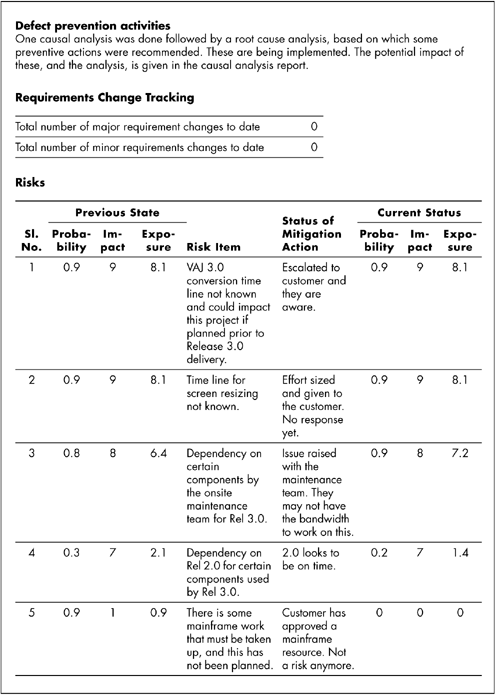 Defect prevention activities
One causal analysis was done followed by a root cause analysis, based on which some
preventive actions were recommended. These are being implemented. The potential impact of
these, and the analysis, is given in the causal analysis report.
Requirements Change Tracking
Total number of major requirement changes to date 0
Total number of minor requirements changes to date 0
Risks
Previous State Status of Current Status
Sl. Proba- Im- Expo- Mitigation Proba- Im- Expo-
No. bility pact sure Risk Item Action bility pact sure
1 0.9 9 8.1 VAJ 3.0 Escalated to 0.9 9 8.1
conversion time customer and
line not known they are
and could impact aware.
this project if
planned prior to
Release 3.0
delivery.
2 0.9 9 8.1 Time line for Effort sized 0.9 9 8.1
screen resizing and given to
not known. the customer.
No response
yet.
3 0.8 8 6.4 Dependency on Issue raised 0.9 8 7.2
certain with the
components by maintenance
the onsite team. They
maintenance may not have
team for Rel 3.0. the bandwidth
to work on this.
4 0.3 7 2.1 Dependency on 2.0 looks to 0.2 7 1.4
Rel 2.0 for certain be on time.
components used
by Rel 3.0.
5 0.9 1 0.9 There is some Customer has 0 0 0
mainframe work approved a
that must be taken mainframe
up, and this has resource. Not
not been planned. a risk anymore.